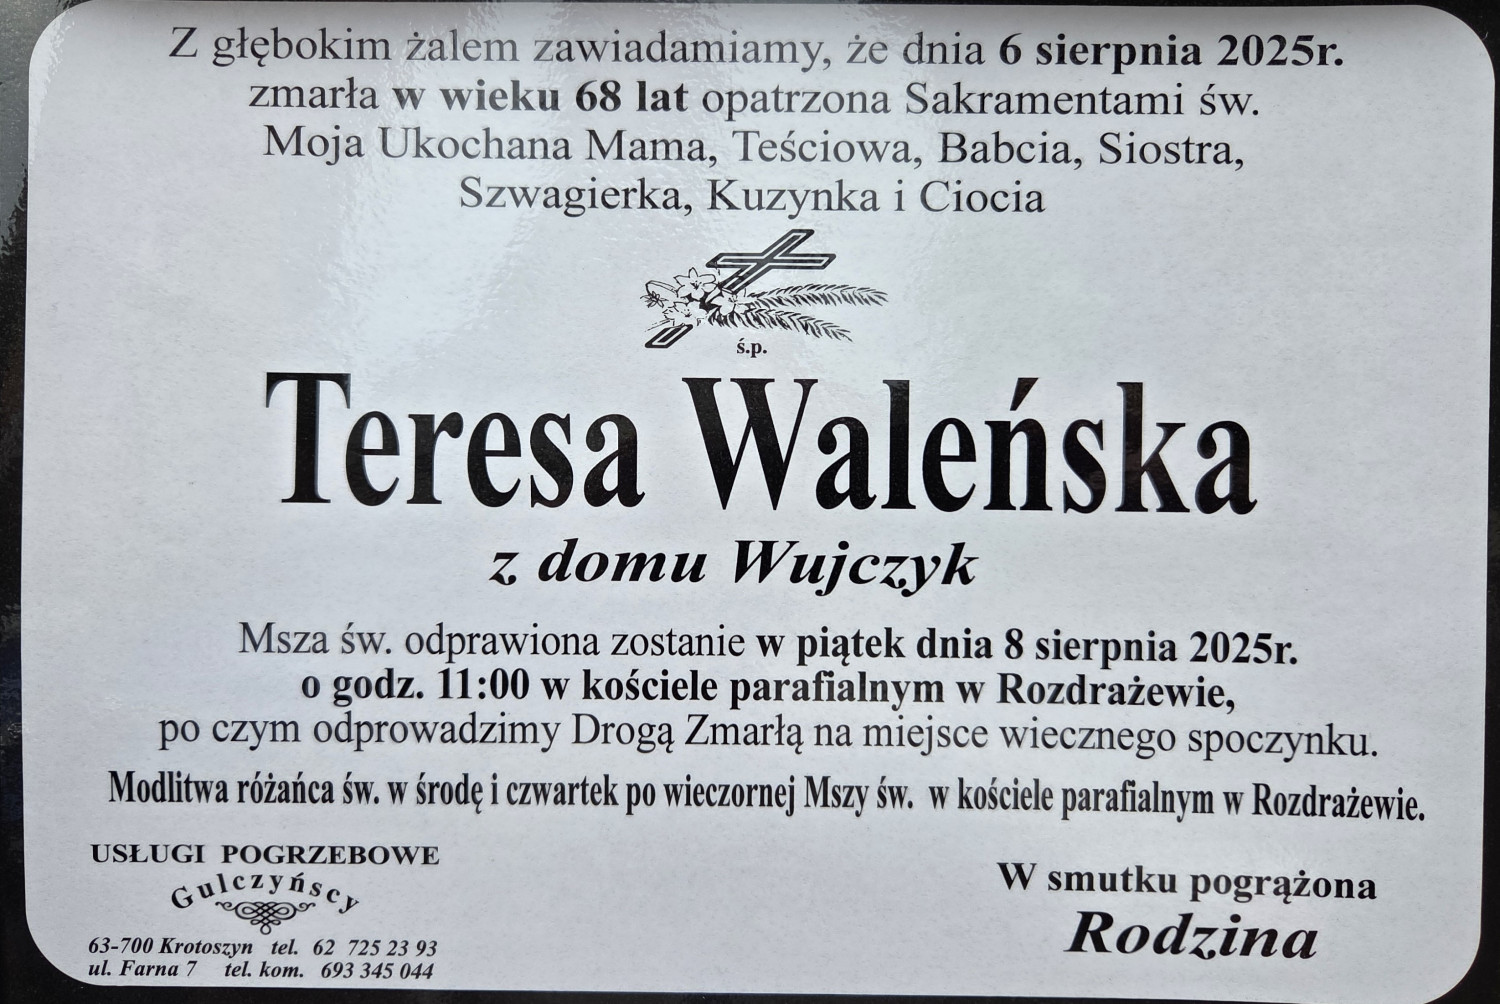 Z głębokim żalem zawiadamiamy, że dnia 6 sierpnia 2025r.
zmarła w wieku 68 lat opatrzona Sakramentami św.
Moja Ukochana Mama, Teściowa, Babcia, Siostra,
Szwagierka, Kuzynka i Ciocia
ś.p.
Teresa Waleńska
z domu Wujczyk
Msza św. odprawiona zostanie w piątek dnia 8 sierpnia 2025r.
o godz. 11:00 w kościele parafialnym w Rozdrażewie,
po czym odprowadzimy Drogą Zmarłą na miejsce wiecznego spoczynku.
Modlitwa różańca św. w środę i czwartek po wieczornej Mszy św. w kościele parafialnym w Rozdrażewie.
USŁUGI POGRZEBOWE
Gulczyńscy
63-700 Krotoszyn tel. 62 725 23 93
ul. Farna 7 tel. kom. 693 345 044
W smutku pogrążona
Rodzina